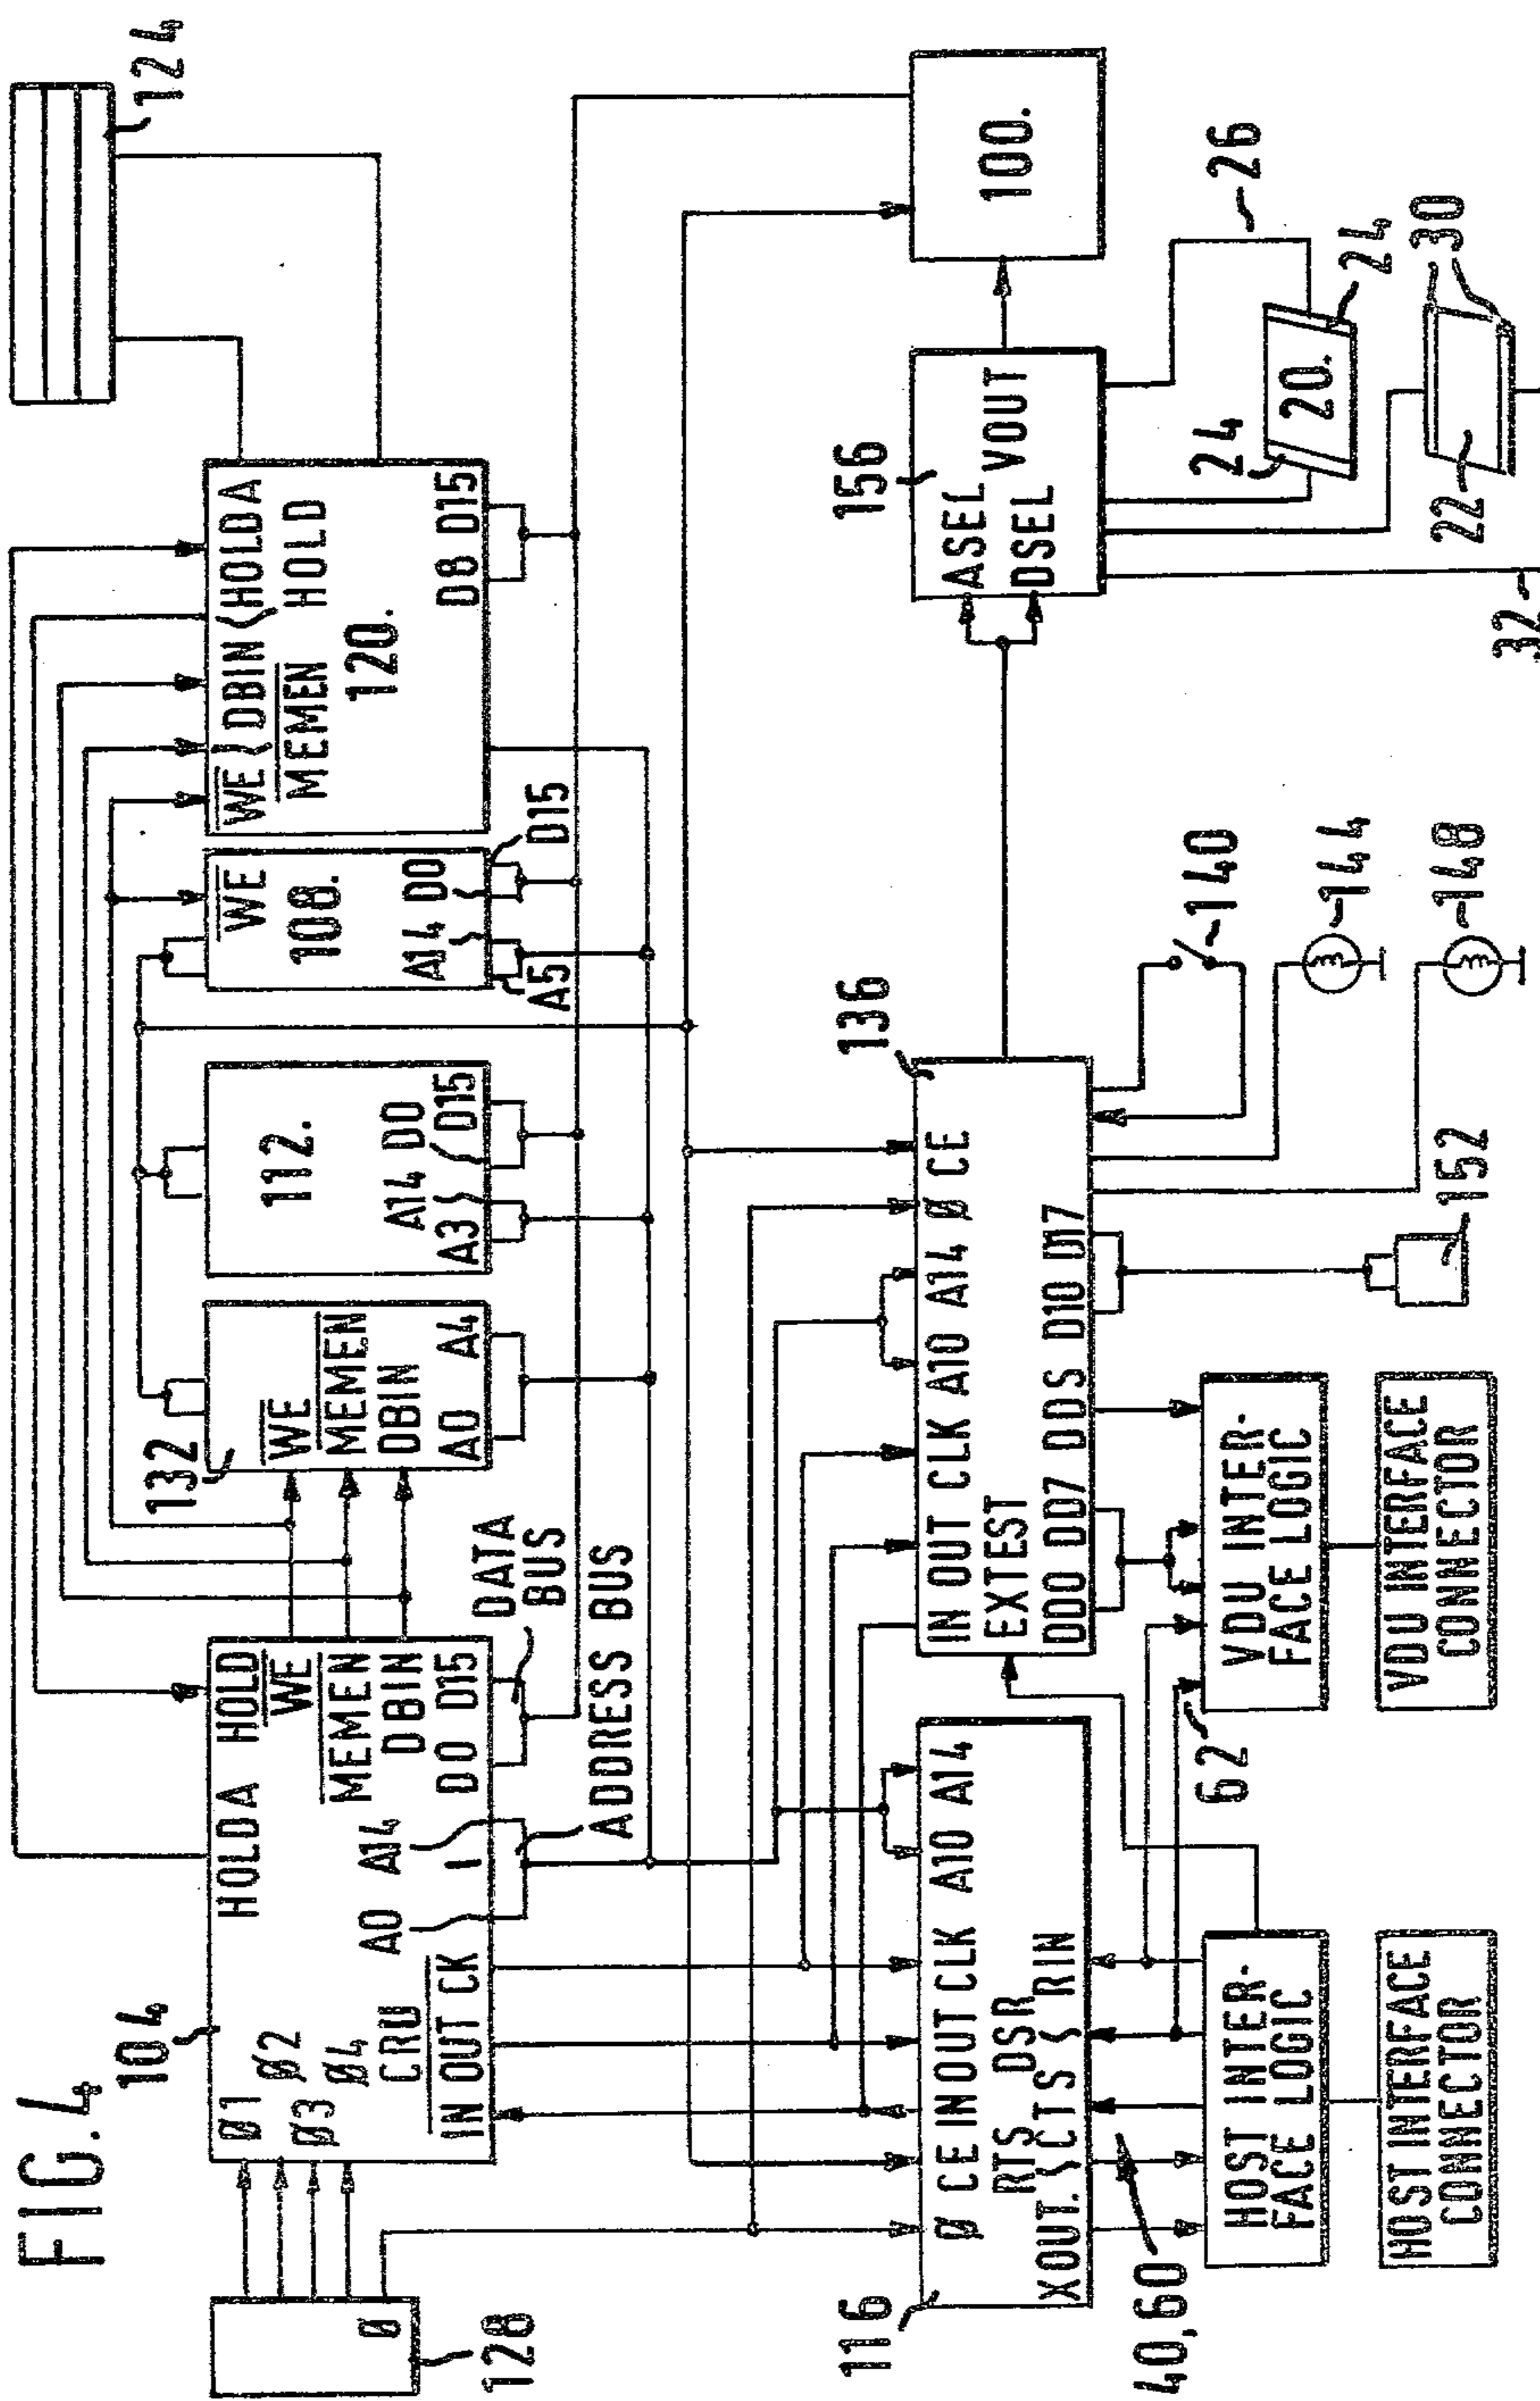 FIG. 4
104
Ø1
Ø2
Ø3
Ø4
HOLDA HOLD
WE
MEMEN
DBIN
CRU
IN OUT CK
A0 A14
D0 D15
DATA
BUS
ADDRESS BUS
128
Ø
132
WE
MEMEN
DBIN
A0 A4
112.
A14 D0
A3 D15
WE
108.
A14 D0
A5
D15
WE DBIN HOLDA
MEMEN HOLD
120.
D8 D15
124
116
Ø CE IN OUT CLK A10 A14
RTS DSR
XOUT. CTS RIN
40,60
HOST INTER-
FACE LOGIC
HOST INTERFACE
CONNECTOR
136
IN OUT CLK A10 A14 Ø CE
EXTEST
DD0 DD7 DDS D10 D17
62
VDU INTER-
FACE LOGIC
VDU INTERFACE
CONNECTOR
152
140
144
148
156
ASEL
DSEL VOUT
100.
26
24
20.
24
22
30
32